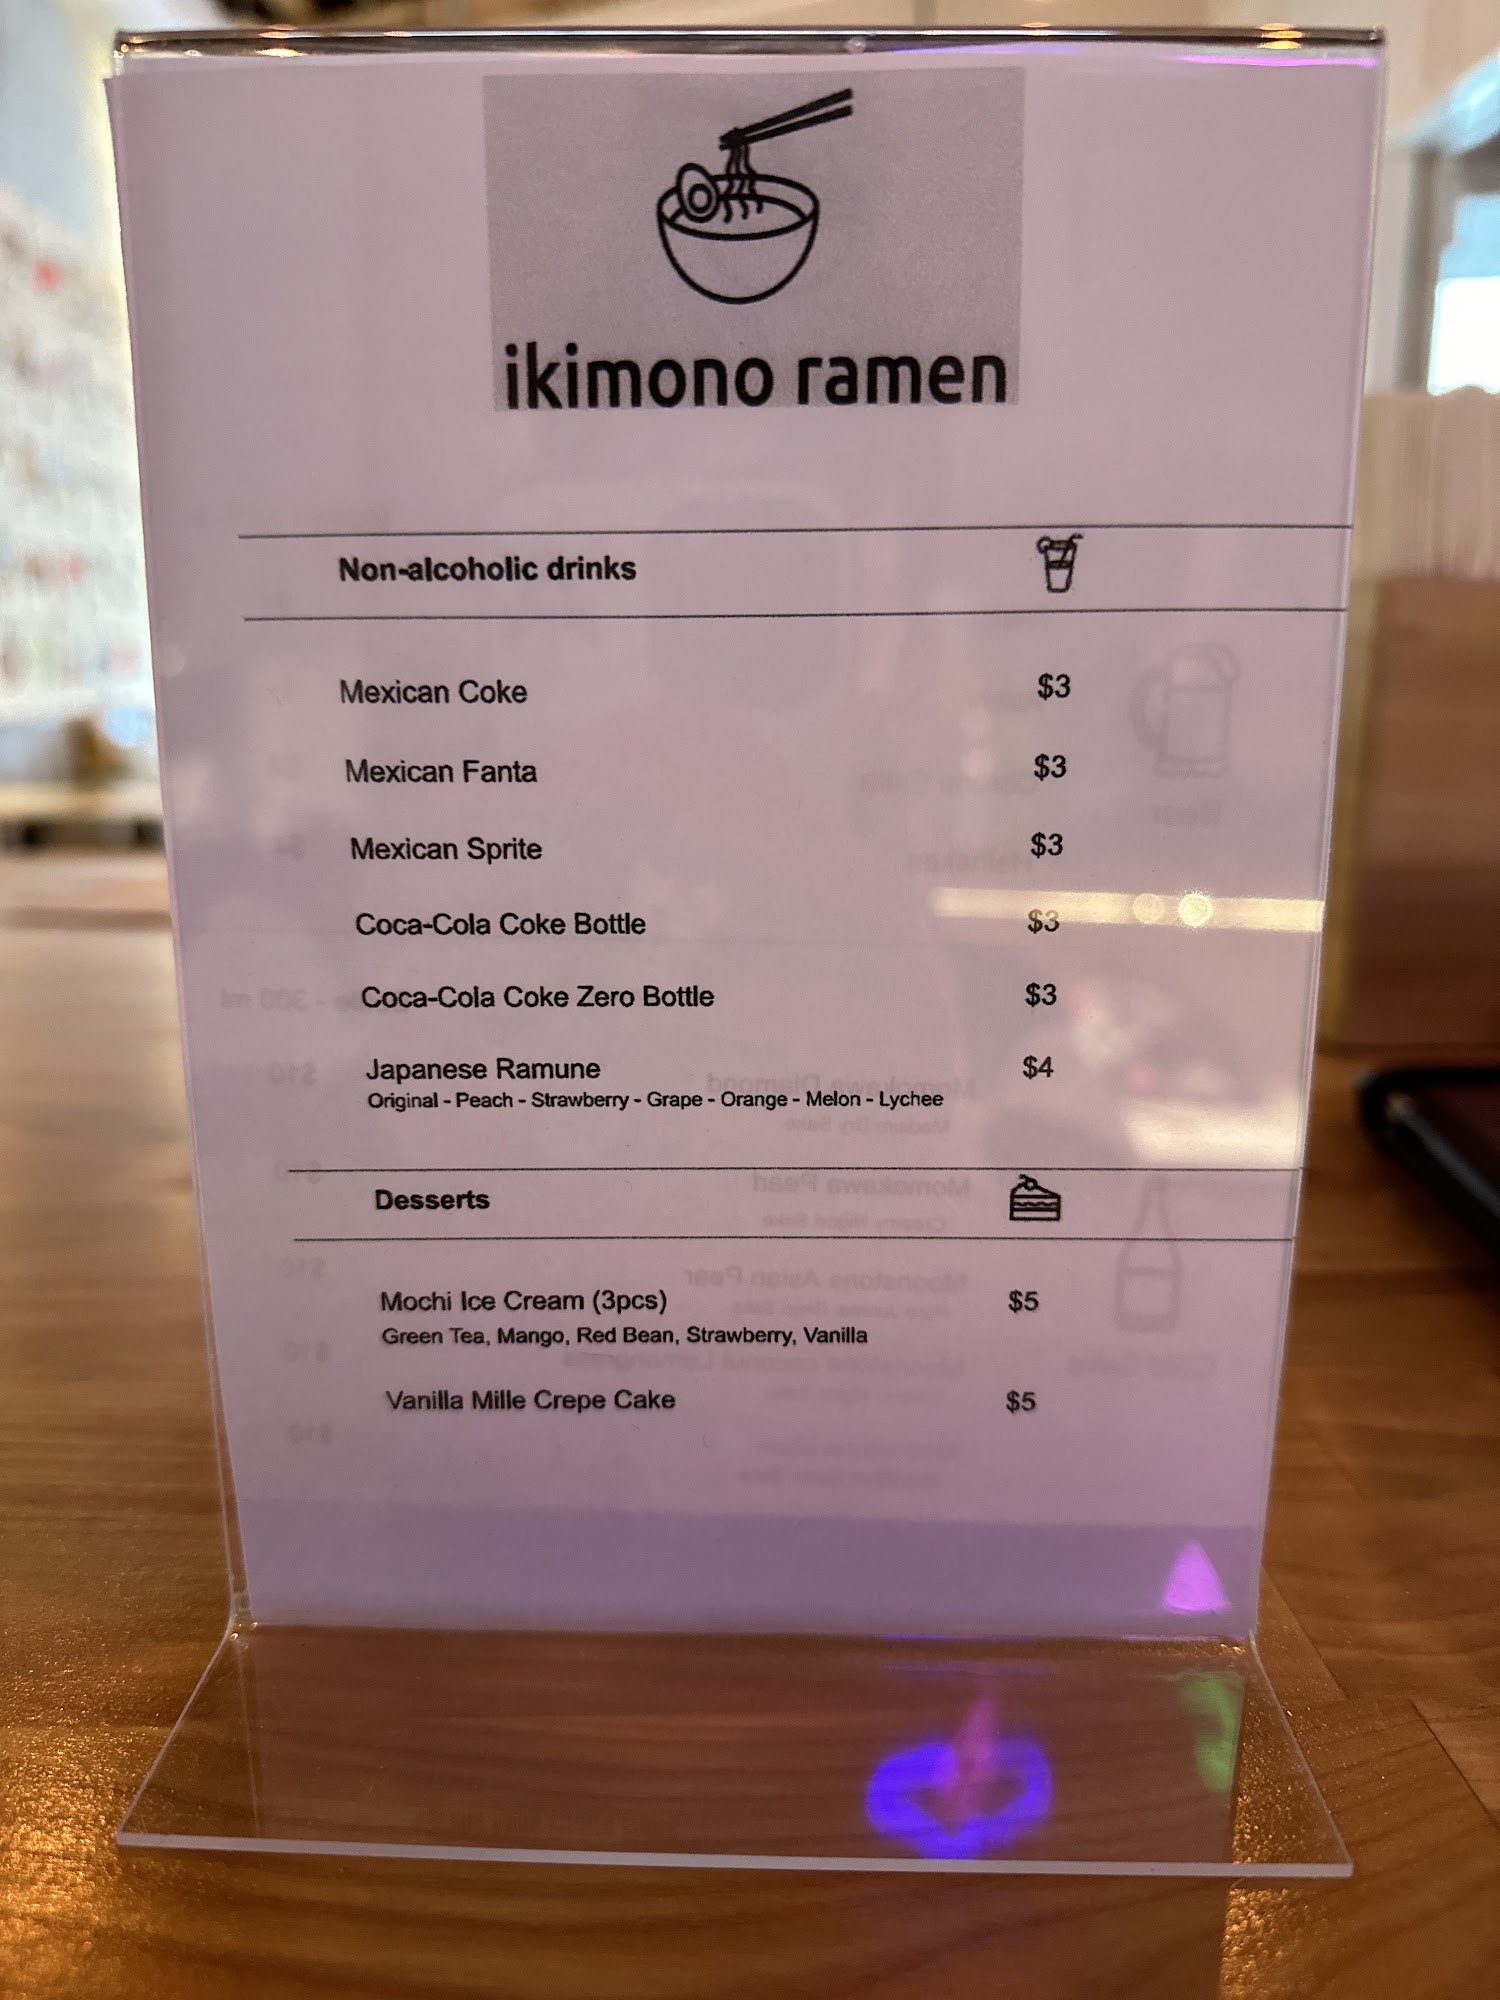 ikimono ramen
Non-alcoholic drinks
Mexican Coke $3
Mexican Fanta $3
Mexican Sprite $3
Coca-Cola Coke Bottle $3
Coca-Cola Coke Zero Bottle $3
Japanese Ramune $4
Original - Peach - Strawberry - Grape - Orange - Melon - Lychee
Desserts
Mochi Ice Cream (3pcs) $5
Green Tea, Mango, Red Bean, Strawberry, Vanilla
Vanilla Mille Crepe Cake $5